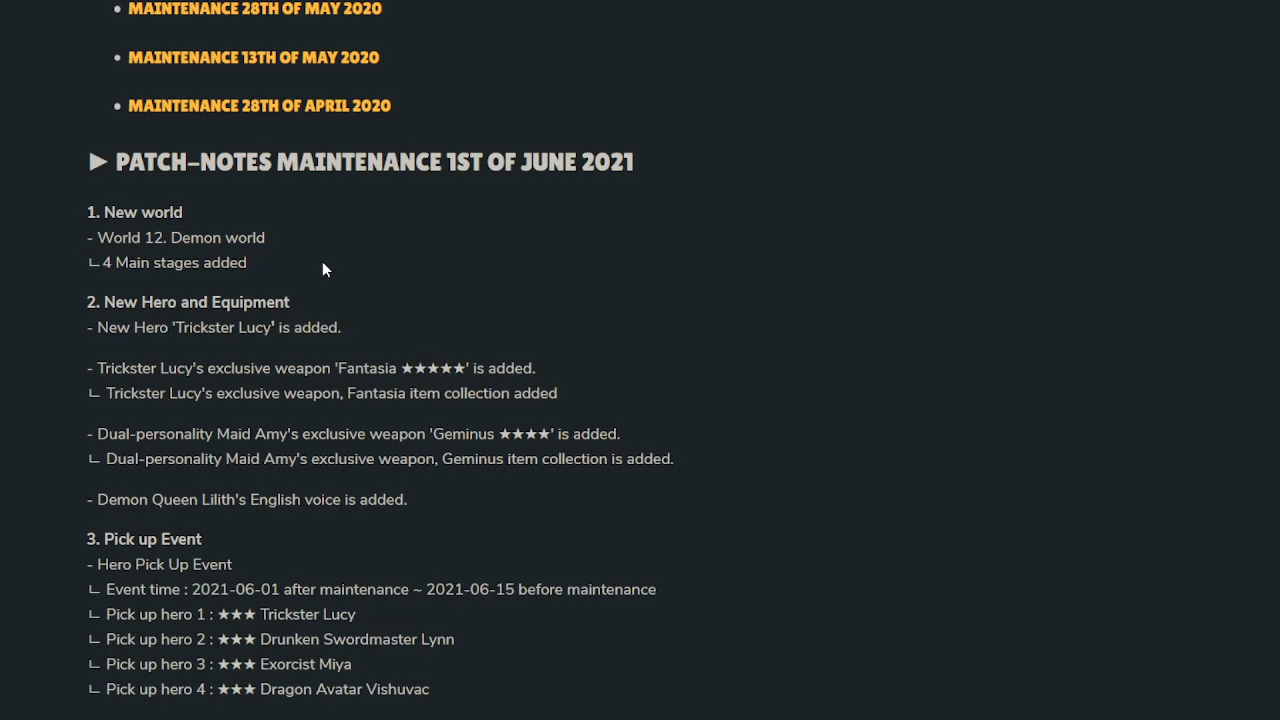 • MAINTENANCE 28TH OF MAY 2020
• MAINTENANCE 13TH OF MAY 2020
• MAINTENANCE 28TH OF APRIL 2020
► PATCH-NOTES MAINTENANCE 1ST OF JUNE 2021
1. New world
- World 12. Demon world
ㄴ4 Main stages added
2. New Hero and Equipment
- New Hero 'Trickster Lucy' is added.
- Trickster Lucy's exclusive weapon 'Fantasia ★★★★★' is added.
ㄴ Trickster Lucy's exclusive weapon, Fantasia item collection added
- Dual-personality Maid Amy's exclusive weapon 'Geminus ★★★★' is added.
ㄴ Dual-personality Maid Amy's exclusive weapon, Geminus item collection is added.
- Demon Queen Lilith's English voice is added.
3. Pick up Event
- Hero Pick Up Event
ㄴ Event time : 2021-06-01 after maintenance ~ 2021-06-15 before maintenance
ㄴ Pick up hero 1 : ★★★ Trickster Lucy
ㄴ Pick up hero 2 : ★★★ Drunken Swordmaster Lynn
ㄴ Pick up hero 3 : ★★★ Exorcist Miya
ㄴ Pick up hero 4 : ★★★ Dragon Avatar Vishuvac